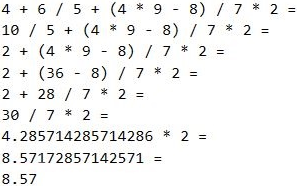 4 + 6 / 5 + (4 * 9 - 8) / 7 * 2 =
10 / 5 + (4 * 9 - 8) / 7 * 2 =
2 + (4 * 9 - 8) / 7 * 2 =
2 + (36 - 8) / 7 * 2 =
2 + 28 / 7 * 2 =
30 / 7 * 2 =
4.285714285714286 * 2 =
8.57172857142571 =
8.57